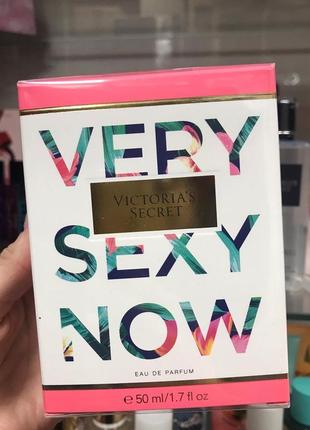 VERY
VICTORIA'S
SECRET
SEXY
NOW
EAU DE PARFUM
℮ 50 ml/1.7 fl oz